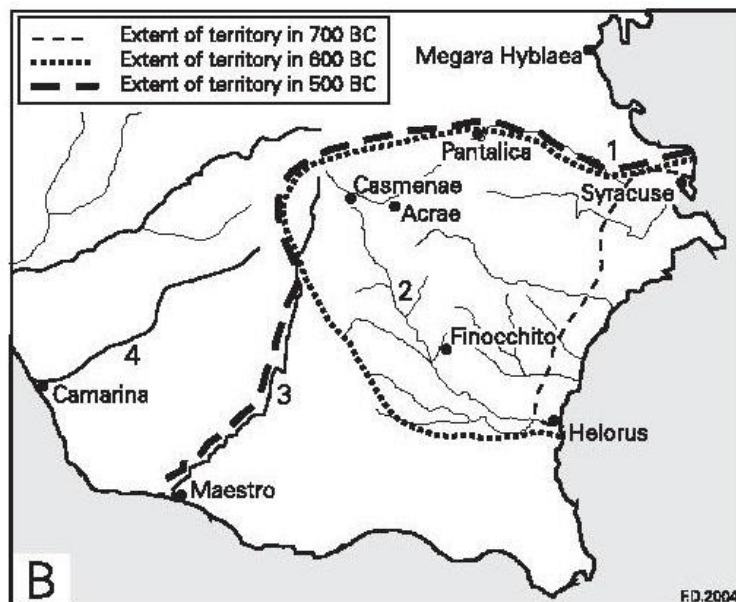 Extent of territory in 700 BC
Extent of territory in 600 BC
Extent of territory in 500 BC
Megara Hyblaea
1
Pantalica
Syracuse
Casmenae
Acrae
2
Finocchito
4
Camarina
3
Helorus
Maestro
B
F.D.2004